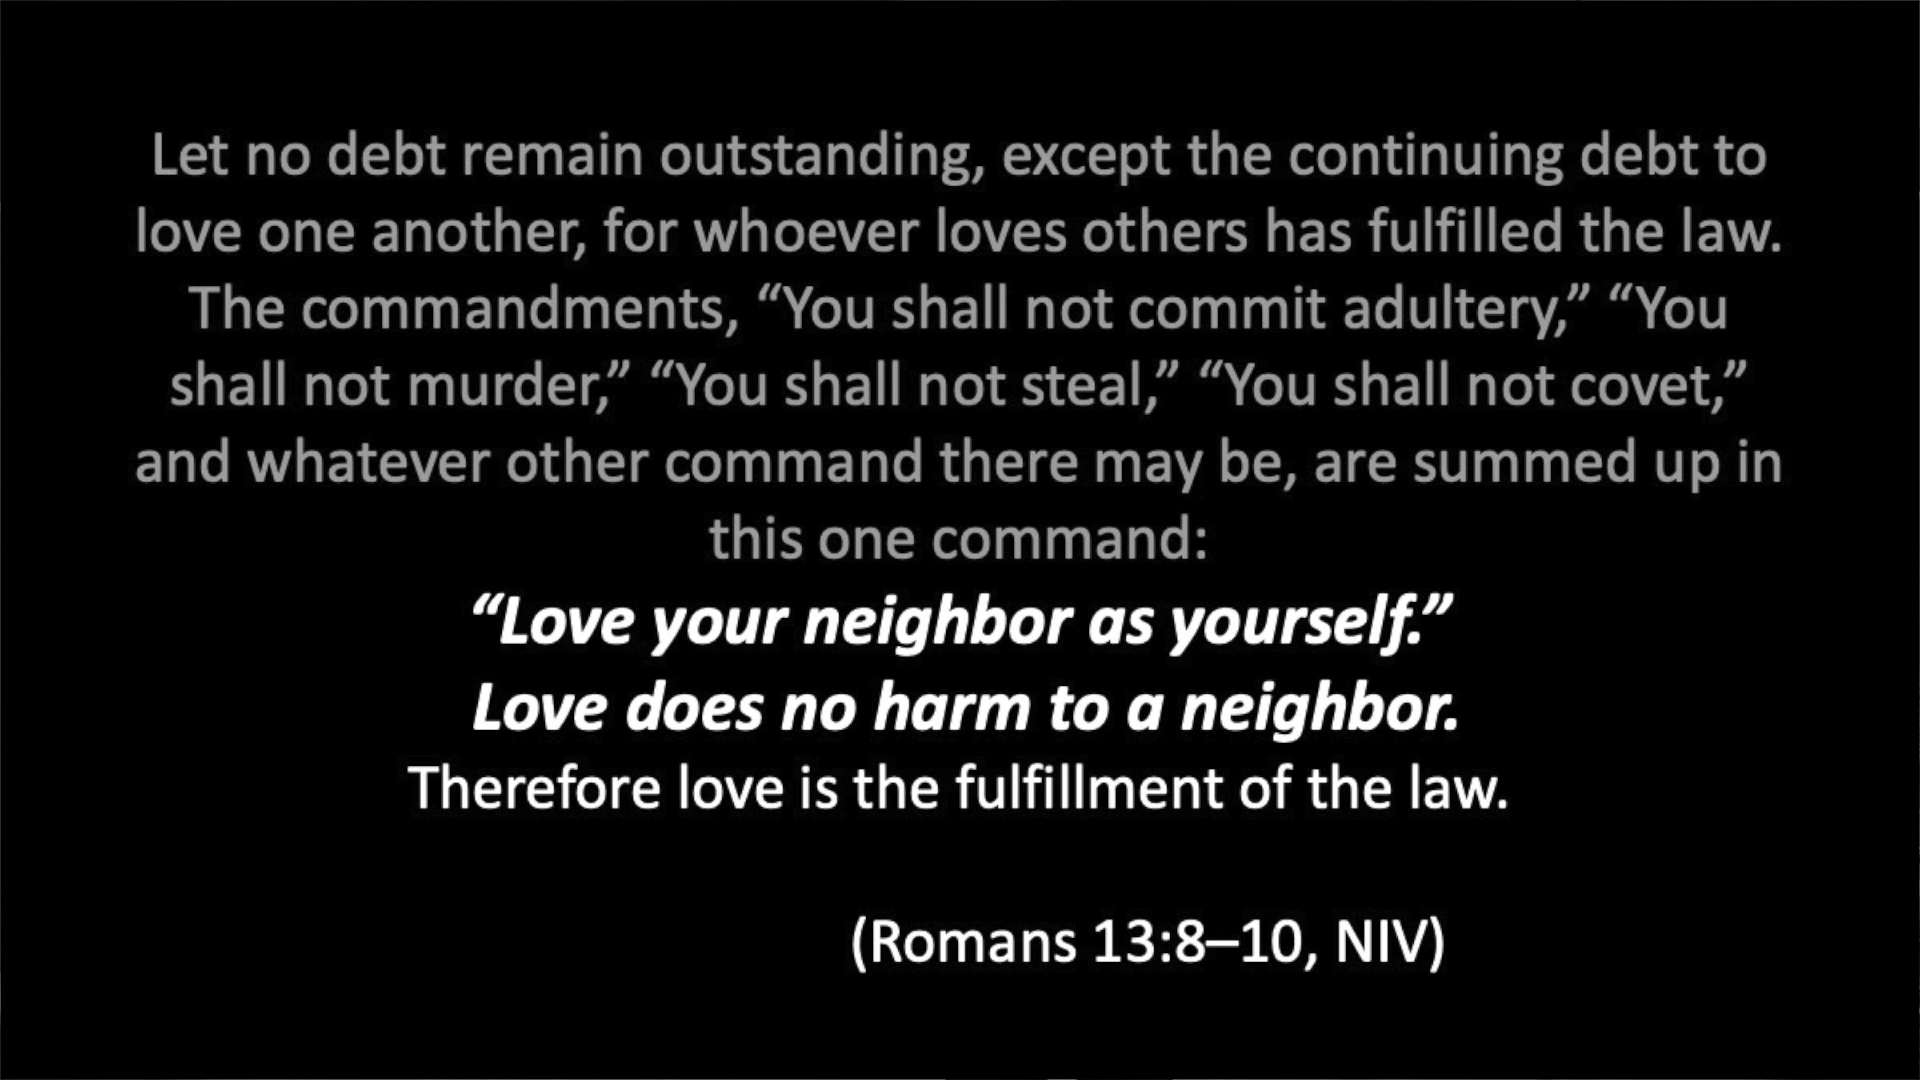 Let no debt remain outstanding, except the continuing debt to
love one another, for whoever loves others has fulfilled the law.
The commandments, “You shall not commit adultery,” “You
shall not murder,” “You shall not steal,” “You shall not covet,”
and whatever other command there may be, are summed up in
this one command:
“Love your neighbor as yourself.”
Love does no harm to a neighbor.
Therefore love is the fulfillment of the law.
(Romans 13:8–10, NIV)